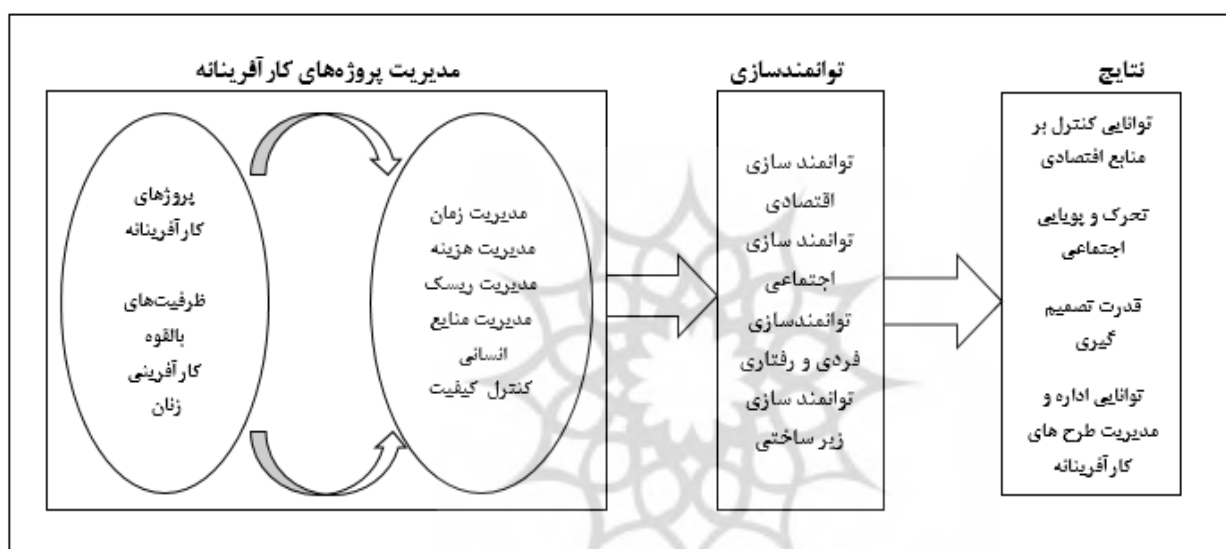 مدیریت پروژه‌های کارآفرینانه
پروژهای
کارآفرینانه
ظرفیت‌های
بالقوه
کارآفرینی
زنان
مدیریت زمان
مدیریت هزینه
مدیریت ریسک
مدیریت منابع
انسانی
کنترل کیفیت
توانمندسازی
توانمند سازی
اقتصادی
توانمند سازی
اجتماعی
توانمندسازی
فردی و رفتاری
توانمند سازی
زیر ساختی
نتایج
توانایی کنترل بر
منابع اقتصادی
تحرک و پویایی
اجتماعی
قدرت تصمیم
گیری
توانایی اداره و
مدیریت طرح های
کارآفرینانه